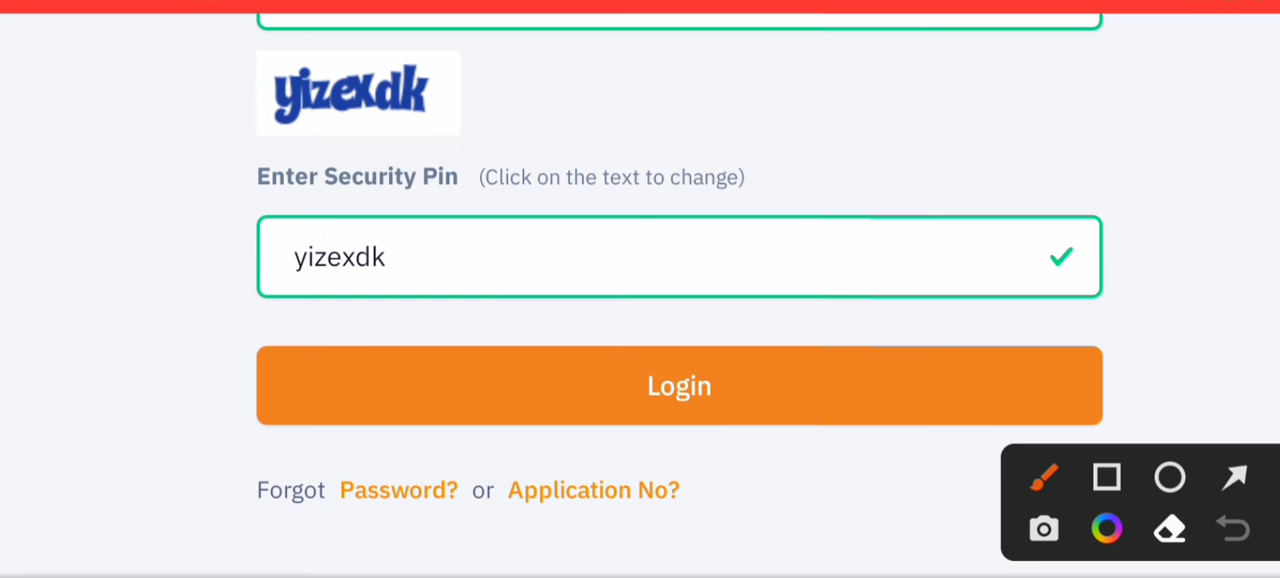 yizexdk
Enter Security Pin (Click on the text to change)
yizexdk
Login
Forgot Password? or Application No?